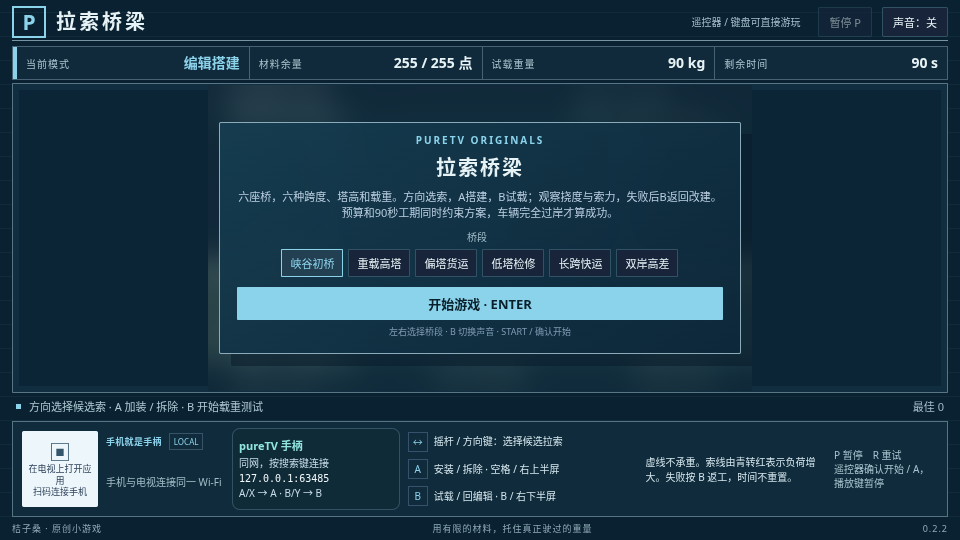 P 拉索桥梁
遥控器 / 键盘可直接游玩
暂停 P
声音：关
当前模式 编辑搭建
材料余量 255 / 255 点
试载重量 90 kg
剩余时间 90 s
PURETV ORIGINALS
拉索桥梁
六座桥，六种跨度、塔高和载重。方向选索，A搭建，B试载；观察挠度与索力，失败后B返回改建。
预算和90秒工期同时约束方案，车辆完全过岸才算成功。
桥段
峡谷初桥 重载高塔 偏塔货运 低塔检修 长跨快运 双岸高差
开始游戏 · ENTER
左右选择桥段 · B 切换声音 · START / 确认开始
方向选择候选索 · A 加装 / 拆除 · B 开始载重测试
最佳 0
在电视上打开应
用
扫码连接手机
手机就是手柄 LOCAL
手机与电视连接同一 Wi-Fi
pureTV 手柄
同网，按搜索键连接
127.0.0.1:63485
A/X → A · B/Y → B
↔ 摇杆 / 方向键：选择候选索
A 安装 / 拆除 · 空格 / 右上半屏
B 试载 / 回编辑 · B / 右下半屏
虚线不承重。索线由青转红表示负荷增
大。失败按 B 返工，时间不重置。
P 暂停 R 重试
遥控器确认开始 / A，
播放键暂停
桔子桑 · 原创小游戏
用有限的材料，托住真正驶过的重量
0.2.2